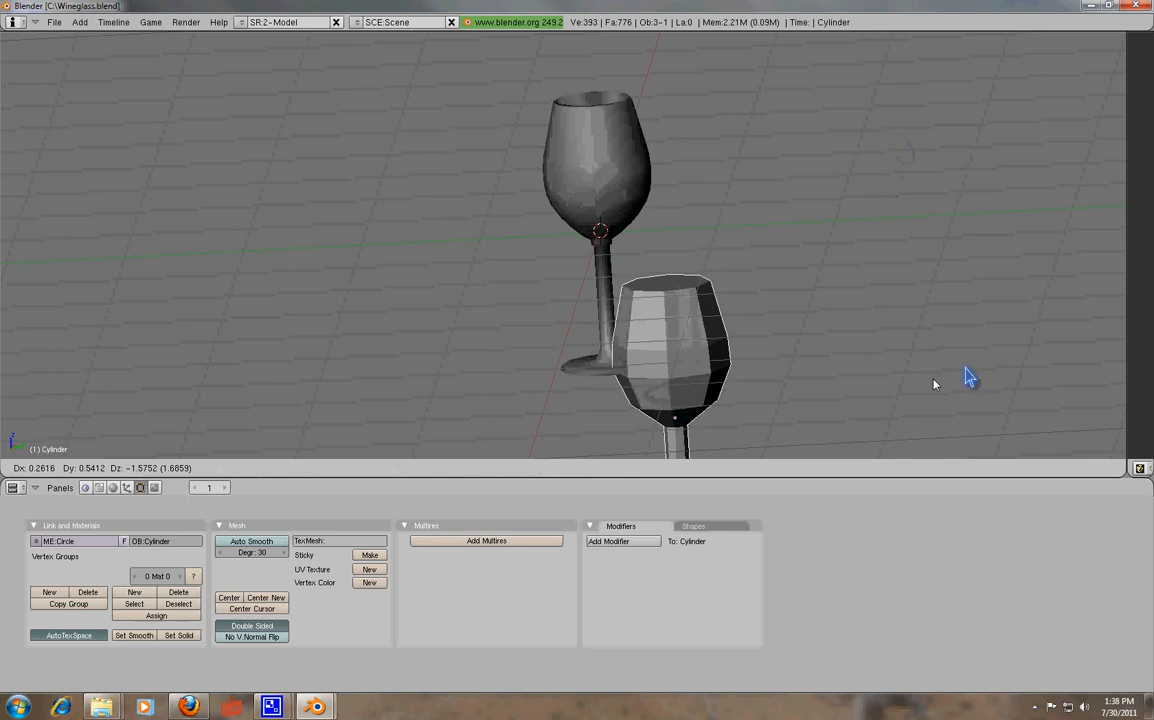 Blender [C:\Wineglass.blend]
File Add Timeline Game Render Help SR:2-Model SCE:Scene www.blender.org 249.2 Ve:393 | Fa:776 | Ob:3-1 | La:0 | Mem:2.21M (0.09M) | Time: | Cylinder
z
(1) Cylinder
Dx: 0.2616 Dy: 0.5412 Dz: -1.5752 (1.6859)
Panels 1
Link and Materials Mesh Multires Modifiers Shapes
ME:Circle F OB:Cylinder Auto Smooth TexMesh: Add Multires Add Modifier To: Cylinder
Vertex Groups Degr: 30 Sticky Make
0 Mat 0 ? UV Texture New
Vertex Color New
New Delete New Delete Center Center New
Copy Group Select Deselect Center Cursor
Assign
Double Sided
AutoTexSpace Set Smooth Set Solid No V.Normal Flip
1:38 PM
7/30/2011